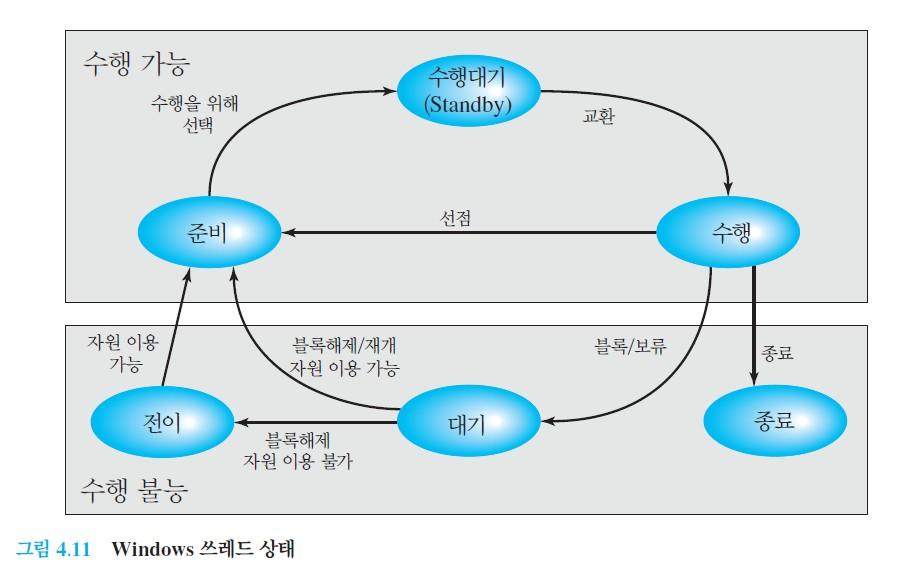 수행 가능
수행대기
(Standby)
수행을 위해
선택
교환
준비
선점
수행
자원 이용
가능
블록해제/재개
자원 이용 가능
블록/보류
종료
전이
대기
종료
블록해제
자원 이용 불가
수행 불능
그림 4.11 Windows 쓰레드 상태